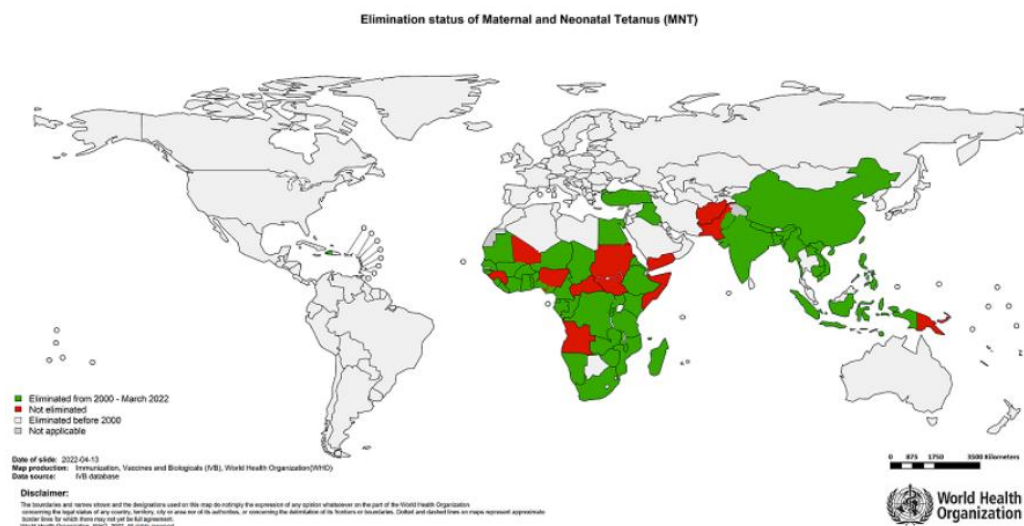 Elimination status of Maternal and Neonatal Tetanus (MNT)
Eliminated from 2000 - March 2022
Not eliminated
Eliminated before 2000
Not applicable
Date of slide: 2022-04-13
Map production: Immunization, Vaccines and Biologicals (IVB), World Health Organization(WHO)
Data source: IVB database
0 875 1750 3500 Kilometers
Disclaimer:
The boundaries and names shown and the designations used on this map do not imply the expression of any opinion whatsoever on the part of the World Health Organization
concerning the legal status of any country, territory, city or area nor of its authorities, or concerning the delimitation of its frontiers or boundaries. Dotted and dashed lines on maps represent approximate
border lines for which there may not yet be full agreement.
World Health Organization